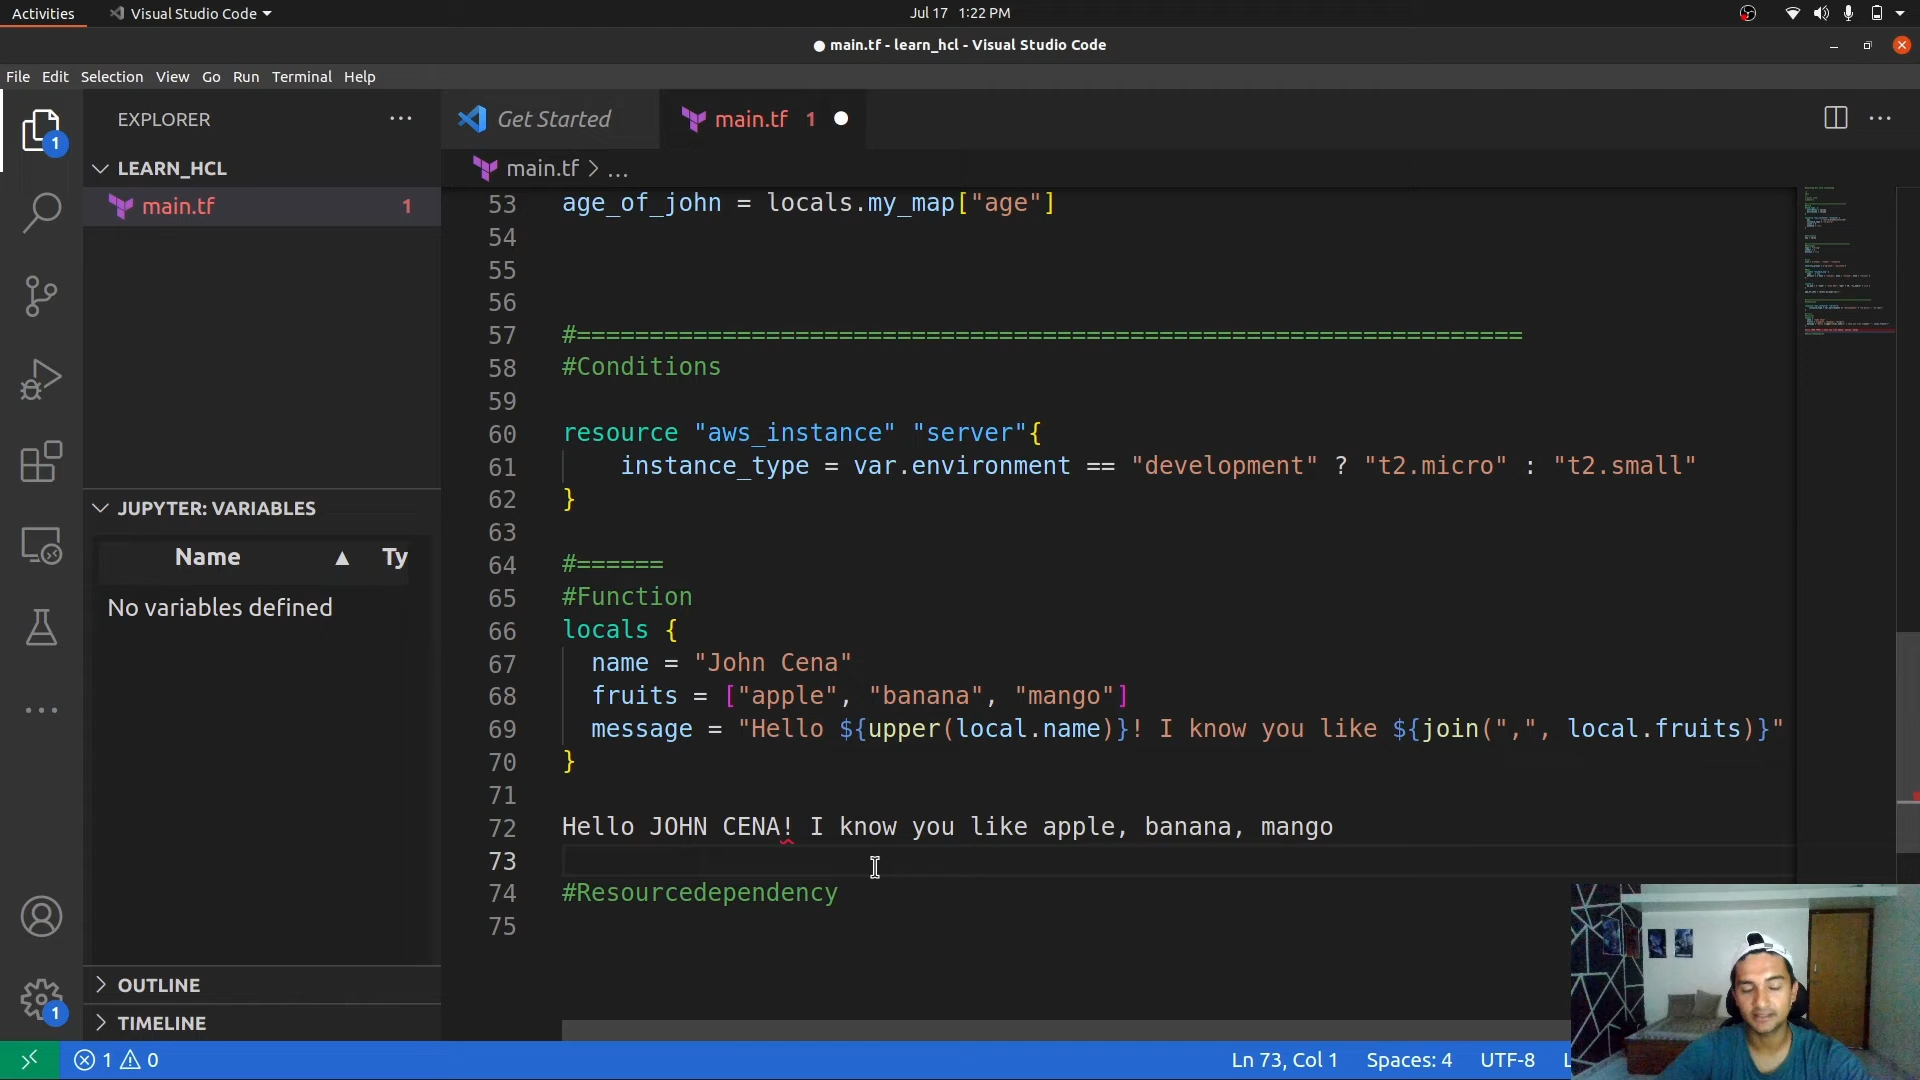 Activities Visual Studio Code Jul 17 1:22 PM
● main.tf - learn_hcl - Visual Studio Code
File Edit Selection View Go Run Terminal Help
EXPLORER
Get Started
main.tf 1
1
LEARN_HCL
main.tf > ...
main.tf 1
53 age_of_john = locals.my_map["age"]
54
55
56
57 #=================================================================
58 #Conditions
59
60 resource "aws_instance" "server"{
61 instance_type = var.environment == "development" ? "t2.micro" : "t2.small"
62 }
63
64 #======
65 #Function
66 locals {
67 name = "John Cena"
68 fruits = ["apple", "banana", "mango"]
69 message = "Hello ${upper(local.name)}! I know you like ${join(",", local.fruits)}"
70 }
71
72 Hello JOHN CENA! I know you like apple, banana, mango
73
74 #Resourcedependency
75
JUPYTER: VARIABLES
Name ▲ Ty
No variables defined
OUTLINE
TIMELINE
1
1 0
Ln 73, Col 1 Spaces: 4 UTF-8